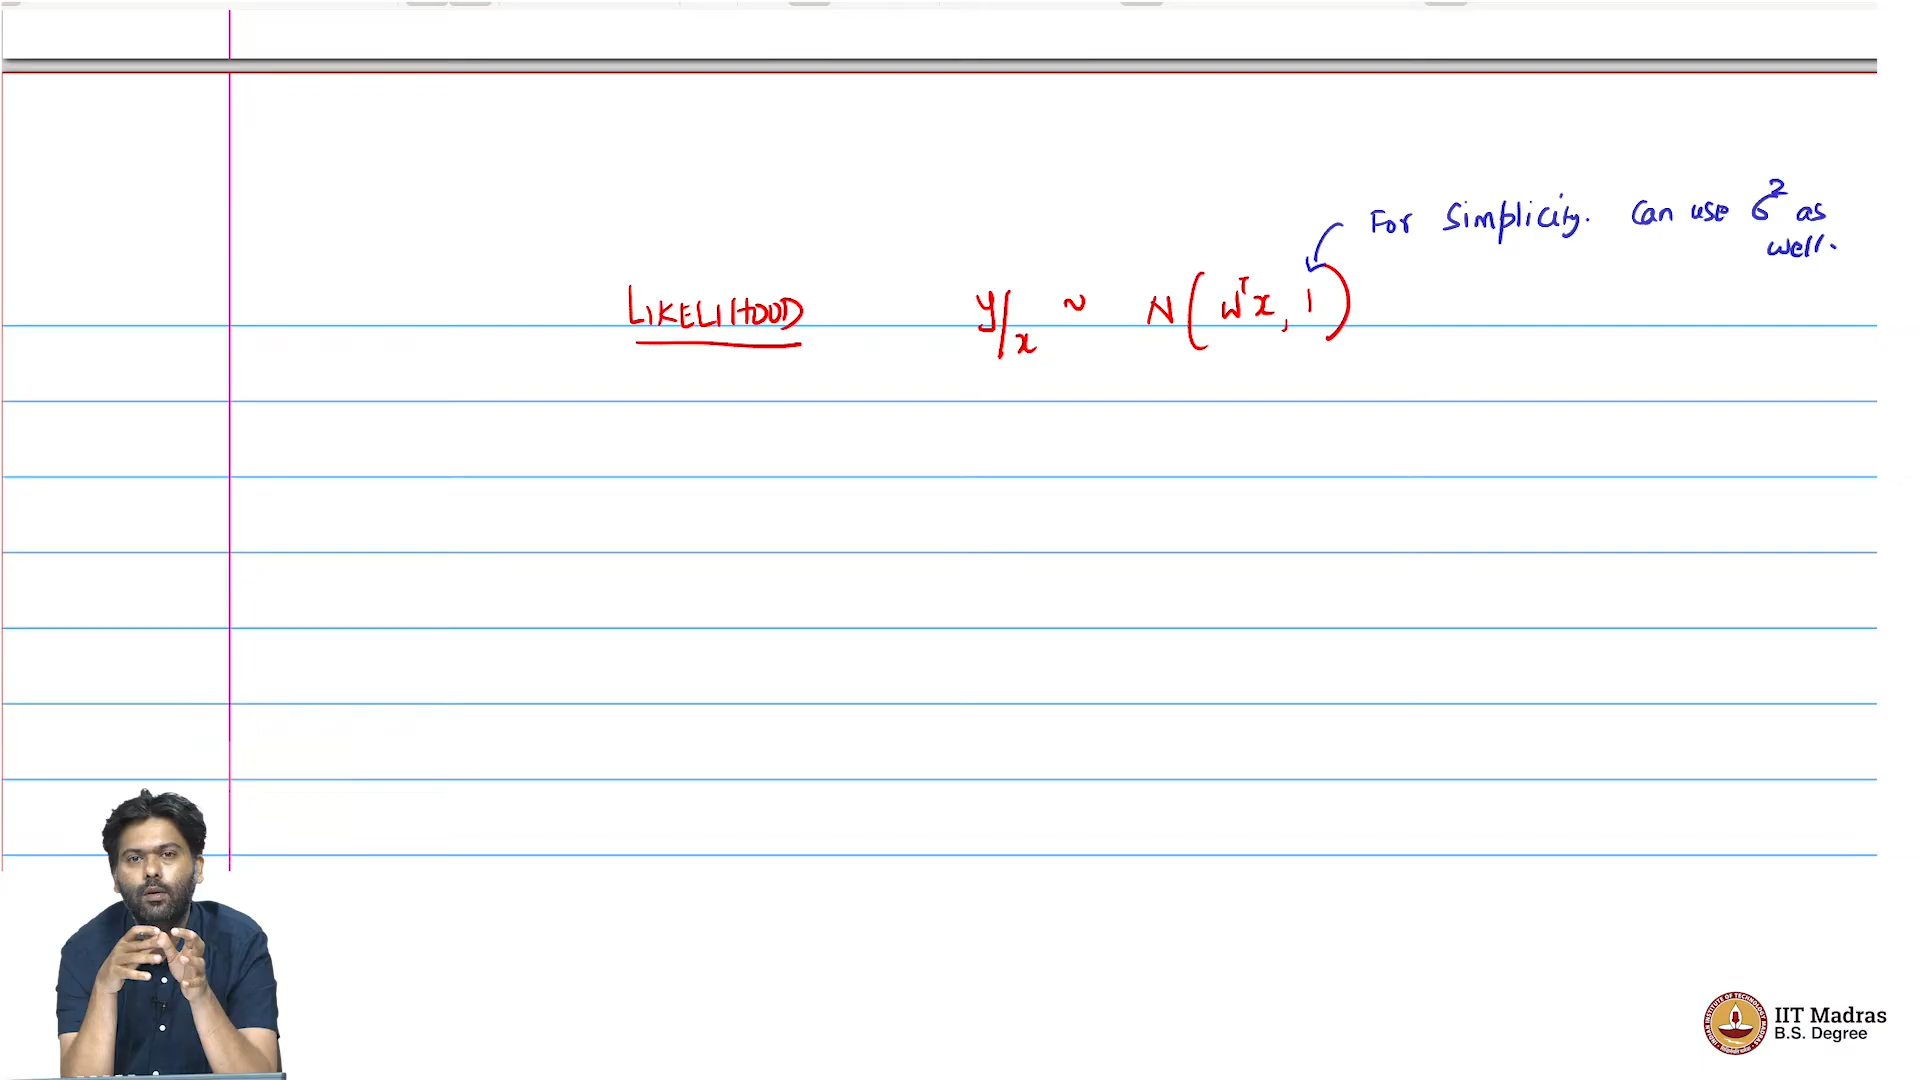 For simplicity. Can use σ² as
well.
LIKELIHOOD y/x ~ N(wᵀx, 1)
IIT Madras
B.S. Degree